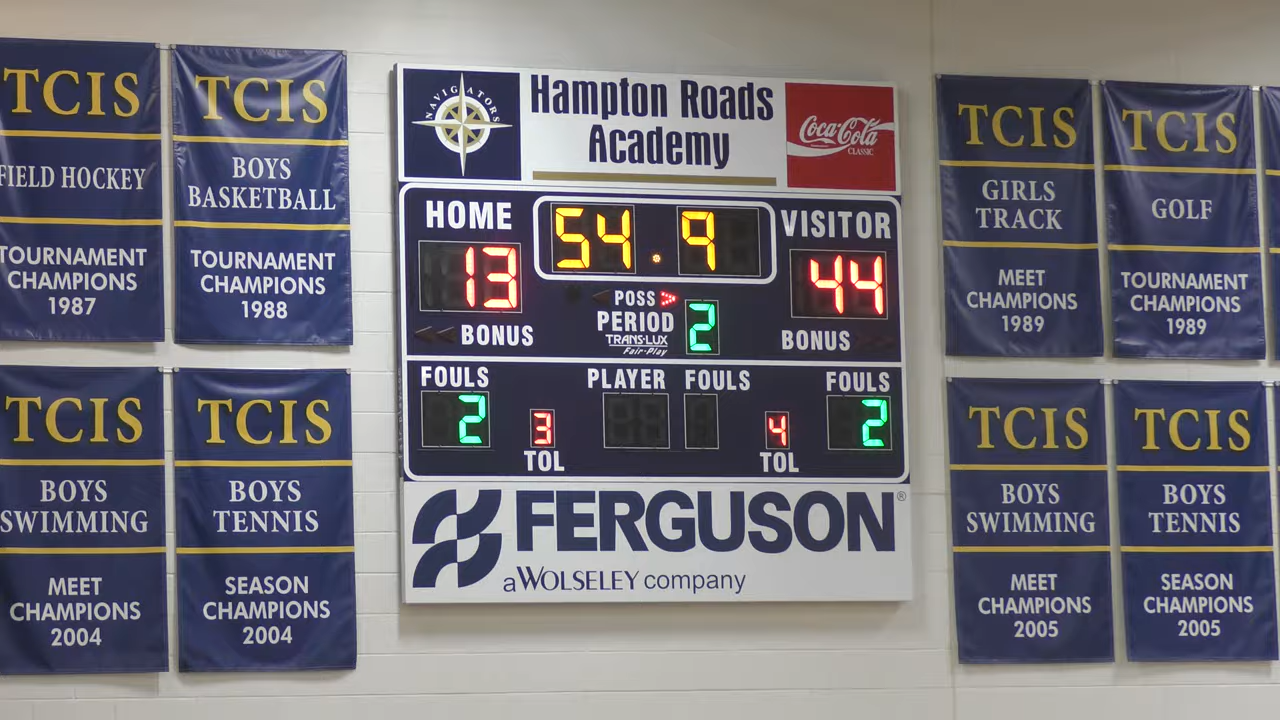 TCIS
FIELD HOCKEY
TOURNAMENT
CHAMPIONS
1987
TCIS
BOYS
BASKETBALL
TOURNAMENT
CHAMPIONS
1988
TCIS
BOYS
SWIMMING
MEET
CHAMPIONS
2004
TCIS
BOYS
TENNIS
SEASON
CHAMPIONS
2004
NAVIGATORS
Hampton Roads
Academy
Coca-Cola
CLASSIC
HOME
54.9
VISITOR
13
44
POSS
PERIOD 2
TRANS-LUX
Fair-Play
BONUS
BONUS
FOULS
PLAYER
FOULS
FOULS
2
3
4
2
TOL
TOL
FERGUSON®
a WOLSELEY company
TCIS
GIRLS
TRACK
MEET
CHAMPIONS
1989
TCIS
GOLF
TOURNAMENT
CHAMPIONS
1989
TCIS
BOYS
SWIMMING
MEET
CHAMPIONS
2005
TCIS
BOYS
TENNIS
SEASON
CHAMPIONS
2005